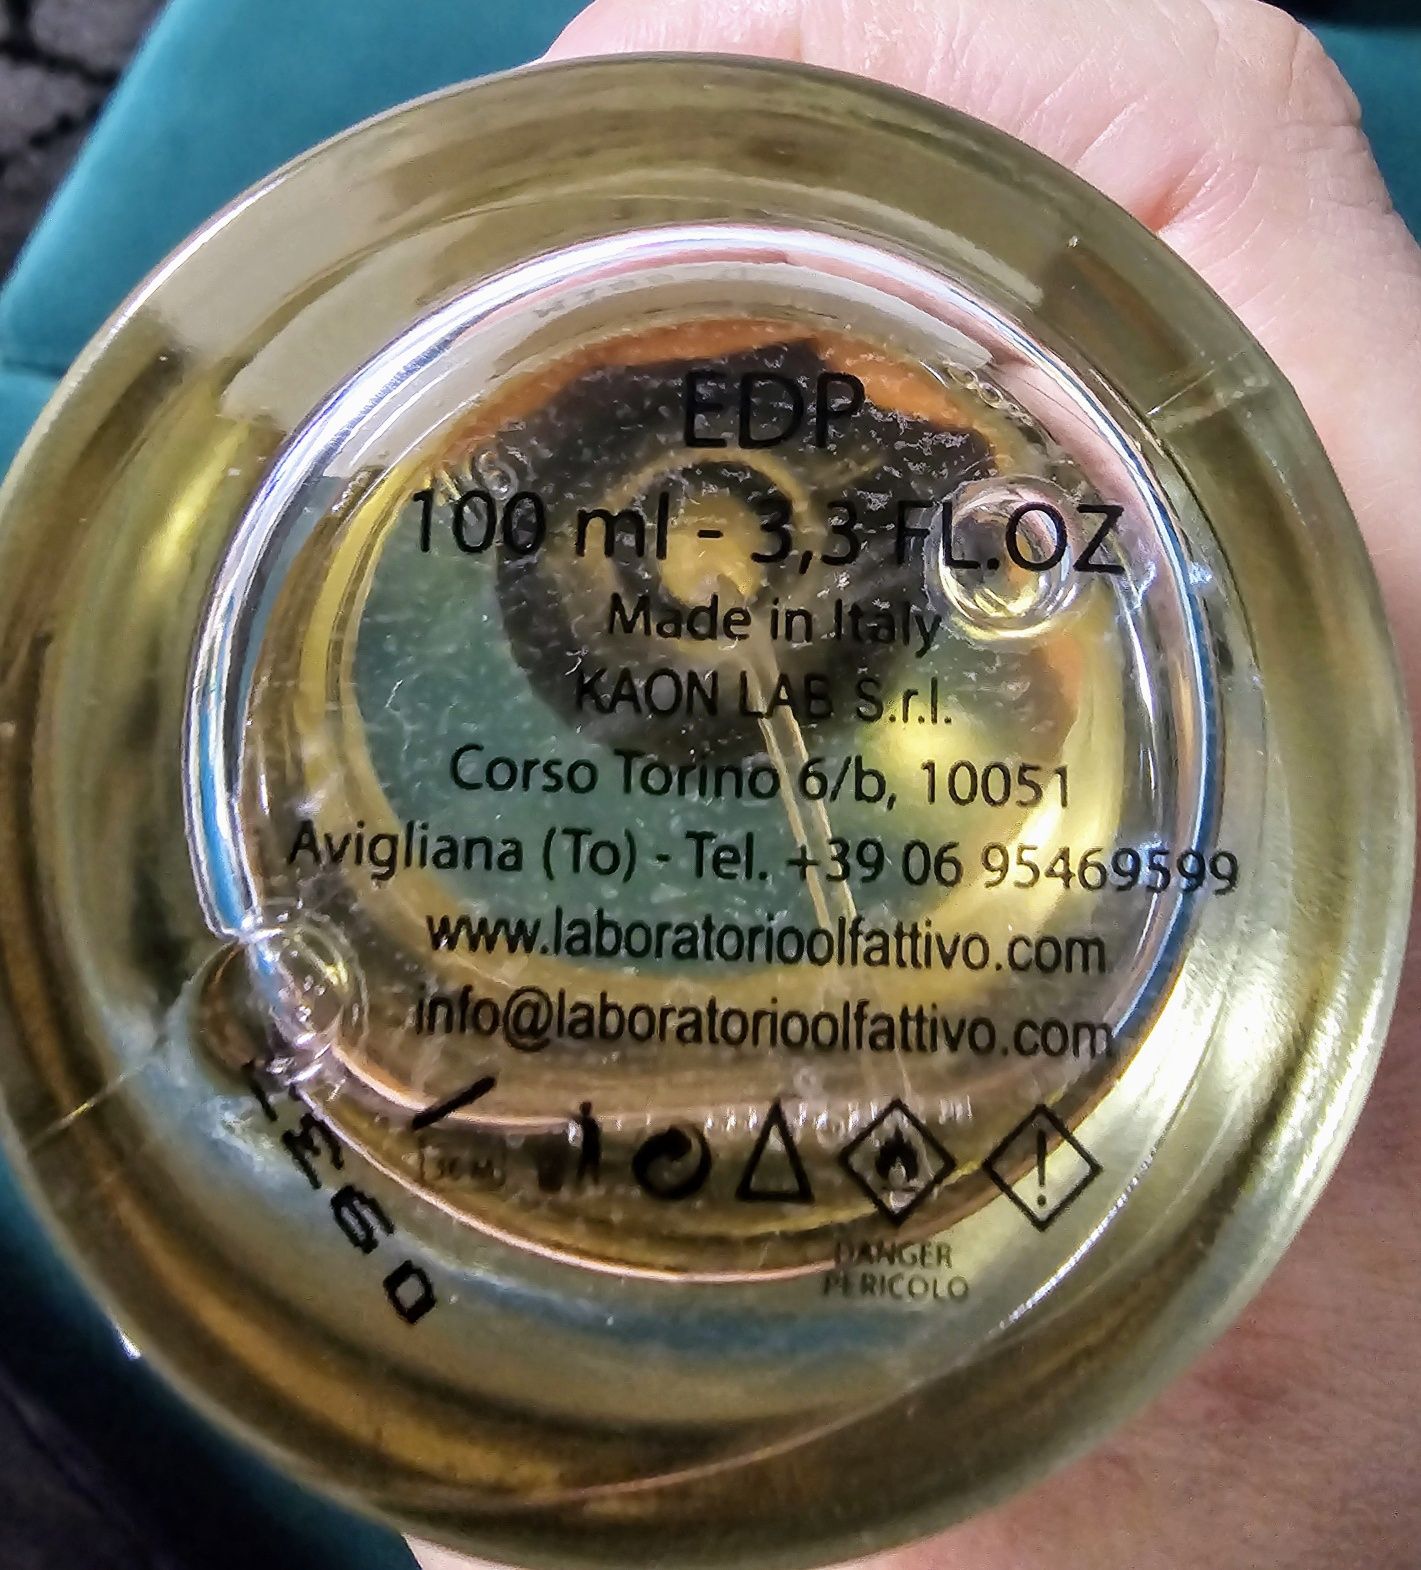 EDP
100 ml - 3,3 FL.OZ
Made in Italy
KAON LAB S.r.l.
Corso Torino 6/b, 10051
Avigliana (To) - Tel. +39 06 95469599
www.laboratorioolfattivo.com
info@laboratorioolfattivo.com
36 M
DANGER
PERICOLO